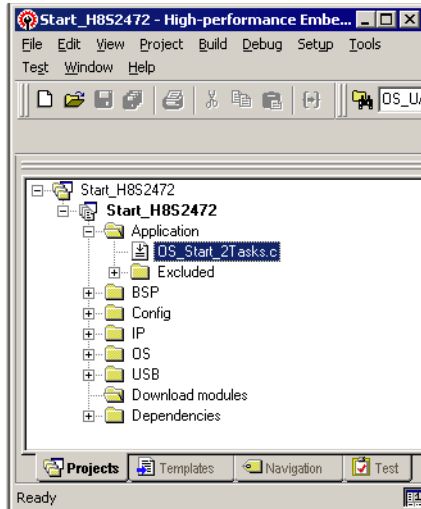 Start_H8S2472 - High-performance Embe...
File Edit View Project Build Debug Setup Tools
Test Window Help
OS_U
Start_H8S2472
Start_H8S2472
Application
OS_Start_2Tasks.c
Excluded
BSP
Config
IP
OS
USB
Download modules
Dependencies
Projects Templates Navigation Test
Ready